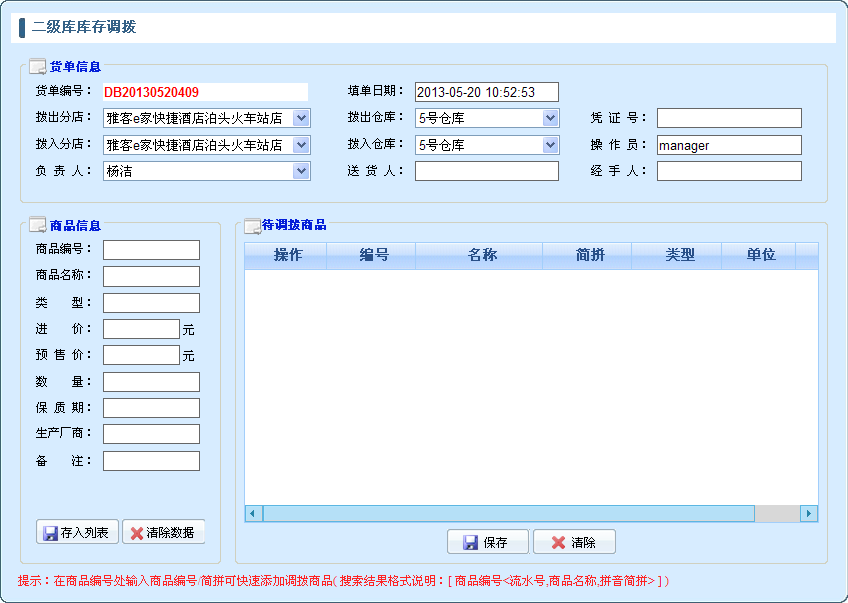 二级库库存调拨
货单信息
货单编号： DB20130520409 填单日期： 2013-05-20 10:52:53
拨出分店： 雅客e家快捷酒店泊头火车站店 拨出仓库： 5号仓库 凭 证 号：
拨入分店： 雅客e家快捷酒店泊头火车站店 拨入仓库： 5号仓库 操 作 员： manager
负 责 人： 杨洁 送 货 人： 经 手 人：
商品信息
商品编号：
商品名称：
类 型：
进 价： 元
预 售 价： 元
数 量：
保 质 期：
生产厂商：
备 注：
存入列表 清除数据
待调拨商品
操作 编号 名称 简拼 类型 单位
保存 清除
提示：在商品编号处输入商品编号/简拼可快速添加调拨商品(搜索结果格式说明：[商品编号<流水号,商品名称,拼音简拼>])